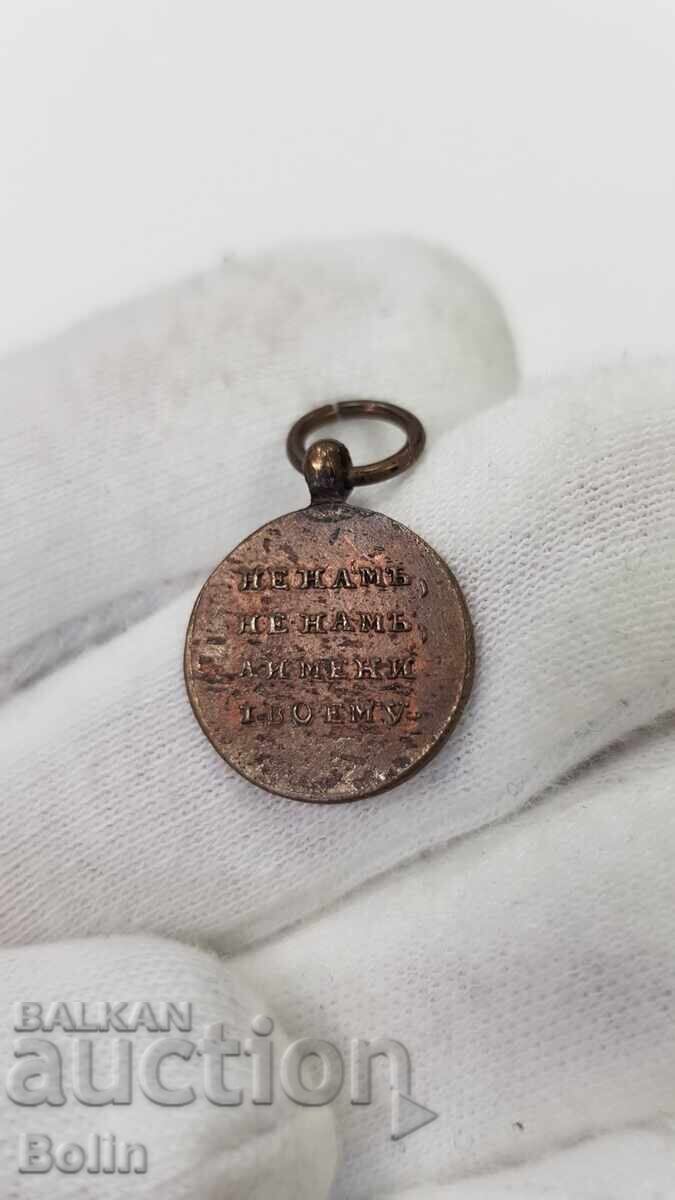 НЕ НАМЪ,
НЕ НАМЪ,
А ИМЕНИ
ТВОЕМУ.
BALKAN
auction
Bolin